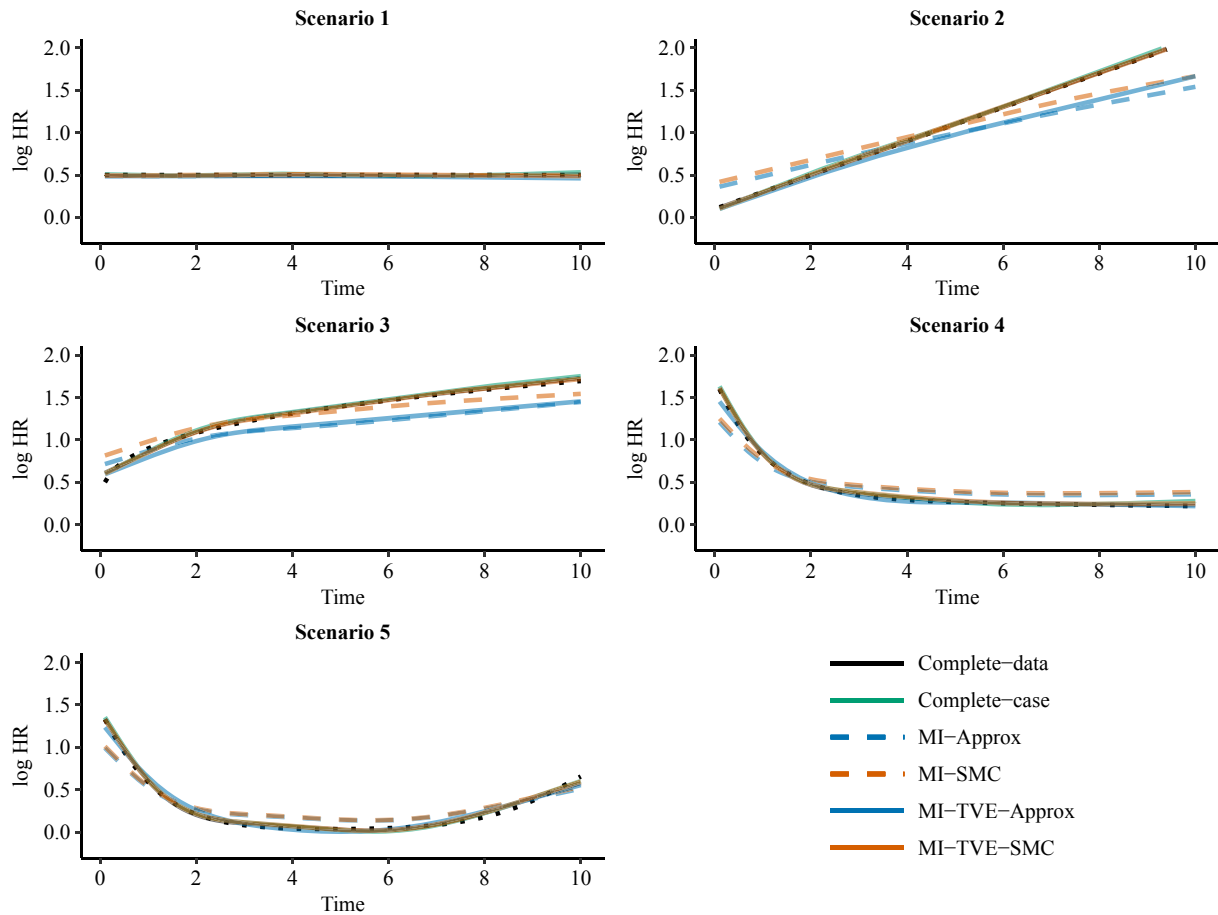 Scenario 1
2.0
1.5
1.0
0.5
0.0
log HR
0 2 4 6 8 10
Time
Scenario 2
2.0
1.5
1.0
0.5
0.0
log HR
0 2 4 6 8 10
Time
Scenario 3
2.0
1.5
1.0
0.5
0.0
log HR
0 2 4 6 8 10
Time
Scenario 4
2.0
1.5
1.0
0.5
0.0
log HR
0 2 4 6 8 10
Time
Scenario 5
2.0
1.5
1.0
0.5
0.0
log HR
0 2 4 6 8 10
Time
Complete−data
Complete−case
MI−Approx
MI−SMC
MI−TVE−Approx
MI−TVE−SMC